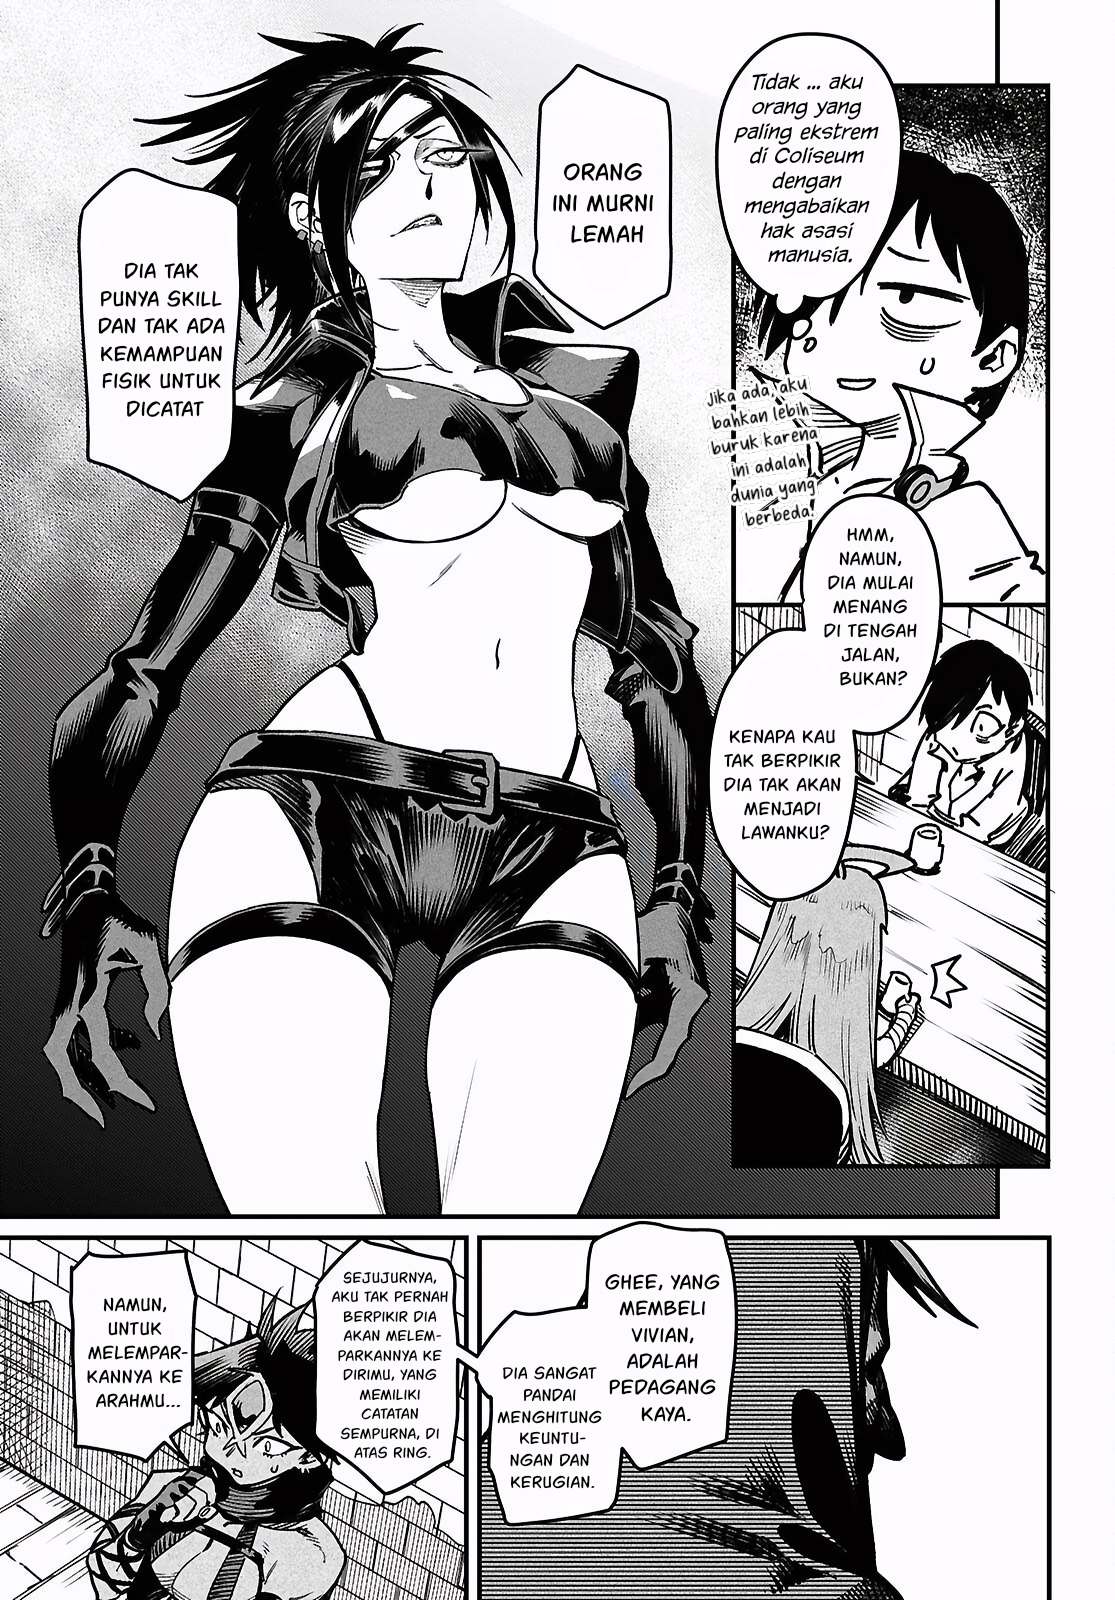 Tidak ... aku
orang yang
paling ekstrem
di Coliseum
dengan
mengabaikan
hak asasi
manusia.
Jika ada, aku
bahkan lebih
buruk karena
ini adalah
dunia yang
berbeda!
HMM,
NAMUN,
DIA MULAI
MENANG
DI TENGAH
JALAN,
BUKAN?
KENAPA KAU
TAK BERPIKIR
DIA TAK AKAN
MENJADI
LAWANKU?
ORANG
INI MURNI
LEMAH
DIA TAK
PUNYA SKILL
DAN TAK ADA
KEMAMPUAN
FISIK UNTUK
DICATAT
GHEE, YANG
MEMBELI
VIVIAN,
ADALAH
PEDAGANG
KAYA.
DIA SANGAT
PANDAI
MENGHITUNG
KEUNTU-
NGAN DAN
KERUGIAN.
SEJUJURNYA,
AKU TAK PERNAH
BERPIKIR DIA
AKAN MELEM-
PARKANNYA KE
DIRIMU, YANG
MEMILIKI
CATATAN
SEMPURNA, DI
ATAS RING.
NAMUN,
UNTUK
MELEMPAR-
KANNYA KE
ARAHMU...